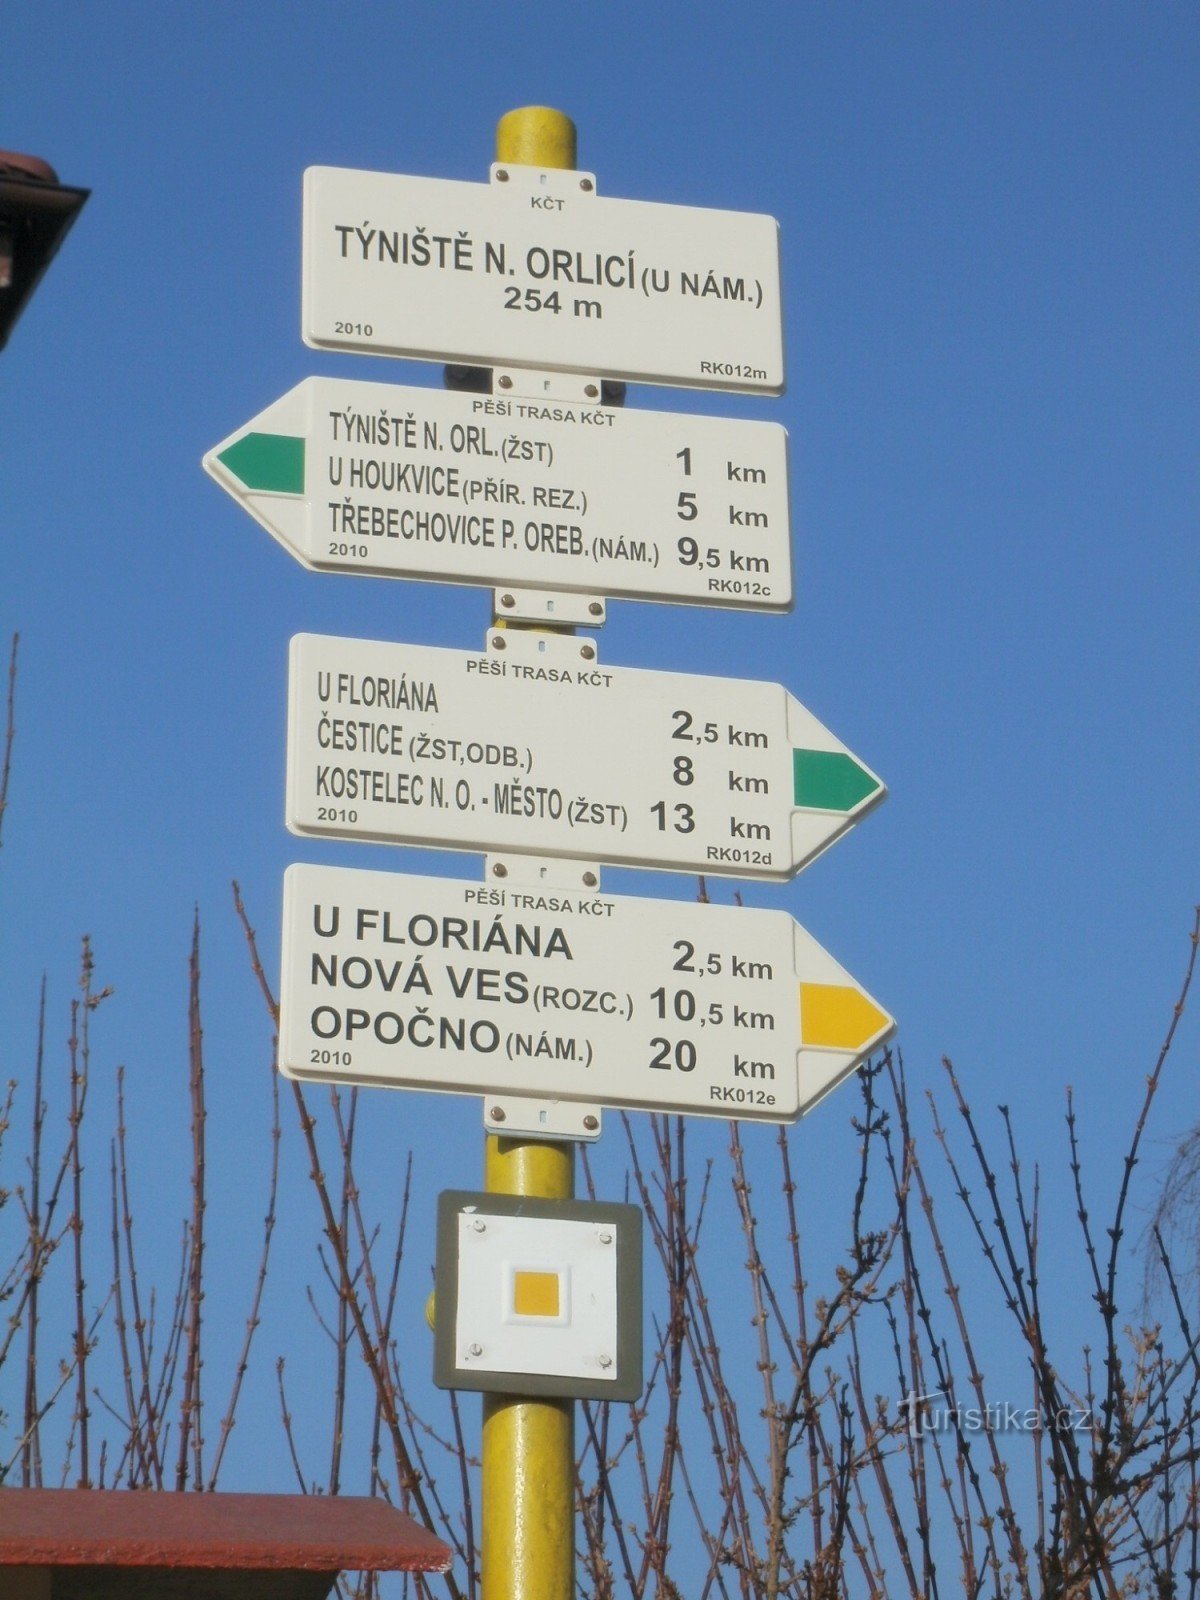 KČT
TÝNIŠTĚ N. ORLICÍ (U NÁM.)
254 m
2010 RK012m
PĚŠÍ TRASA KČT
TÝNIŠTĚ N. ORL. (ŽST) 1 km
U HOUKVICE (PŘÍR. REZ.) 5 km
TŘEBECHOVICE P. OREB. (NÁM.) 9,5 km
2010 RK012c
PĚŠÍ TRASA KČT
U FLORIÁNA 2,5 km
ČESTICE (ŽST,ODB.) 8 km
KOSTELEC N. O. - MĚSTO (ŽST) 13 km
2010 RK012d
PĚŠÍ TRASA KČT
U FLORIÁNA 2,5 km
NOVÁ VES (ROZC.) 10,5 km
OPOČNO (NÁM.) 20 km
2010 RK012e
Turistika.cz